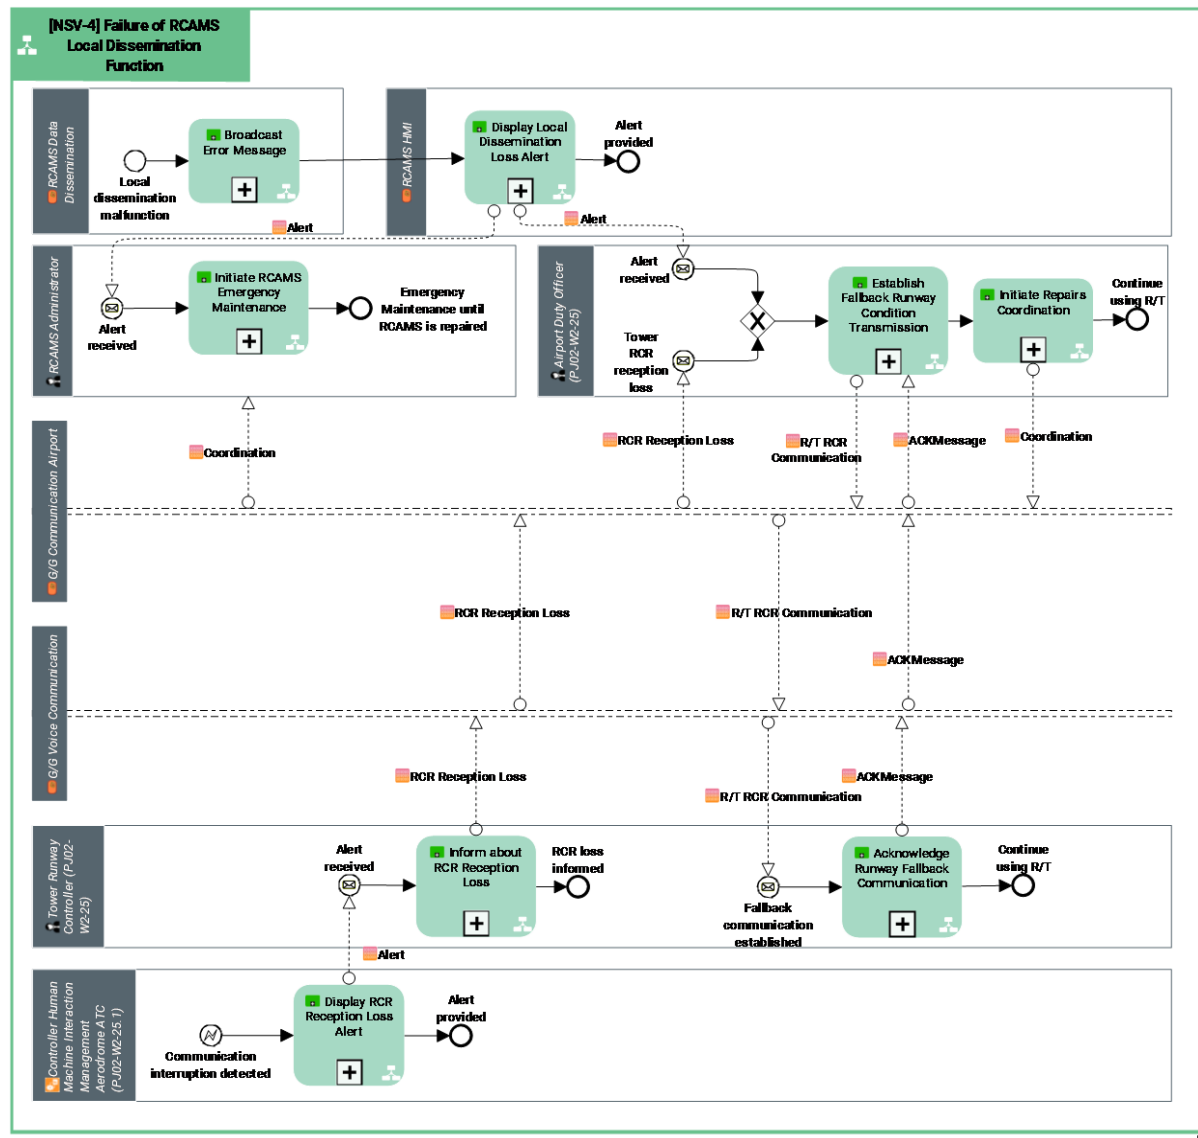 [NSV-4] Failure of RCAMS
Local Dissemination
Function
RCAMS Data
Dissemination
Local
dissemination
malfunction
Broadcast
Error Message
RCAMS HMI
Display Local
Dissemination
Loss Alert
Alert
provided
Alert
Alert
RCAMS Administrator
Alert
received
Initiate RCAMS
Emergency
Maintenance
Emergency
Maintenance until
RCAMS is repaired
Airport Duty Officer
(PJ02-W2-25)
Alert
received
Tower
RCR
reception
loss
Establish
Fallback Runway
Condition
Transmission
Initiate Repairs
Coordination
Continue
using R/T
Coordination
RCR Reception Loss
R/T RCR
Communication
ACKMessage
Coordination
G/G Communication Airport
RCR Reception Loss
R/T RCR Communication
ACKMessage
G/G Voice Communication
RCR Reception Loss
R/T RCR Communication
ACKMessage
Tower Runway
Controller (PJ02-
W2-25)
Alert
received
Inform about
RCR Reception
Loss
RCR loss
informed
Fallback
communication
established
Acknowledge
Runway Fallback
Communication
Continue
using R/T
Alert
Controller Human
Machine Interaction
Management
Aerodrome ATC
(PJ02-W2-25.1)
Communication
interruption detected
Display RCR
Reception Loss
Alert
Alert
provided